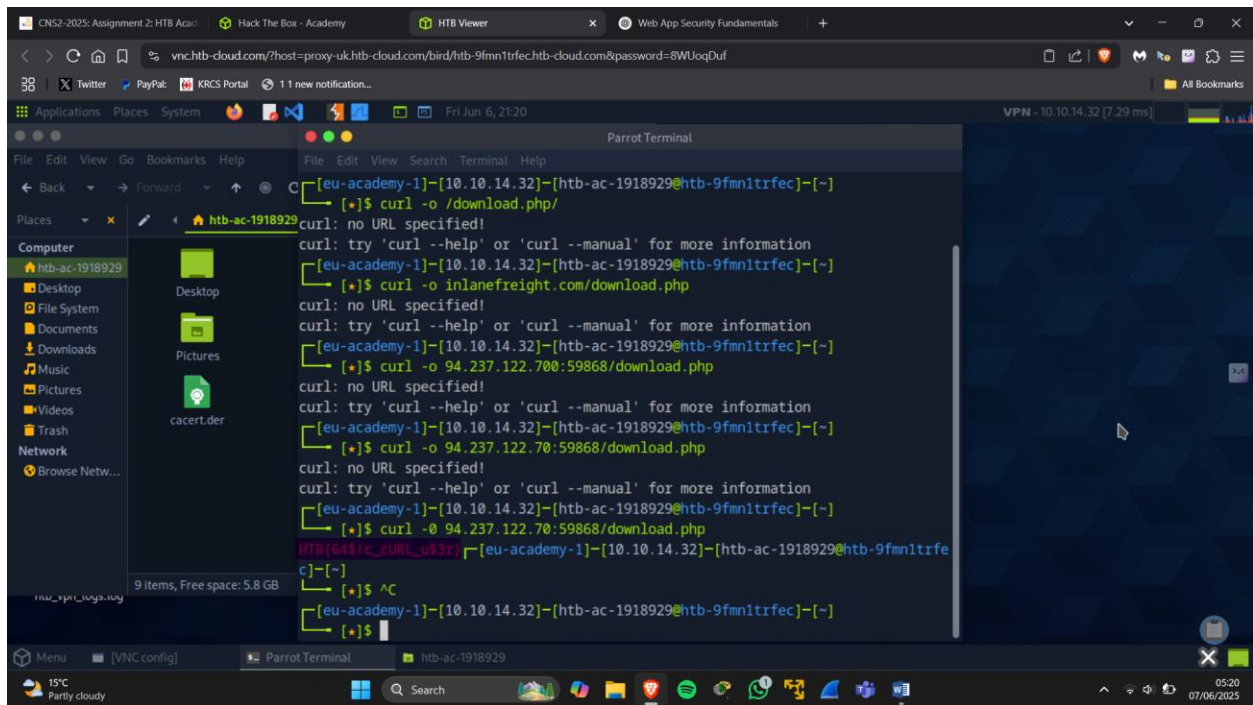 CNS2-2025: Assignment 2: HTB Acad
Hack The Box - Academy
HTB Viewer
Web App Security Fundamentals
vnc.htb-cloud.com/?host=proxy-uk.htb-cloud.com/bird/htb-9fmn1trfec.htb-cloud.com&password=8WUoqDuf
Twitter PayPal: KRCS Portal 1 1 new notification...
All Bookmarks
Applications Places System Fri Jun 6, 21:20
VPN - 10.10.14.32 [7.29 ms]
File Edit View Go Bookmarks Help
Back Forward
Places htb-ac-1918929
Computer
htb-ac-1918929
Desktop
File System
Documents
Downloads
Music
Pictures
Videos
Trash
Network
Browse Netw...
Desktop
Pictures
cacert.der
9 items, Free space: 5.8 GB
htb_vpn_logs.log
Parrot Terminal
File Edit View Search Terminal Help
[eu-academy-1]-[10.10.14.32]-[htb-ac-1918929@htb-9fmn1trfec]-[~]
[★]$ curl -o /download.php/
curl: no URL specified!
curl: try 'curl --help' or 'curl --manual' for more information
[eu-academy-1]-[10.10.14.32]-[htb-ac-1918929@htb-9fmn1trfec]-[~]
[★]$ curl -o inlanefreight.com/download.php
curl: no URL specified!
curl: try 'curl --help' or 'curl --manual' for more information
[eu-academy-1]-[10.10.14.32]-[htb-ac-1918929@htb-9fmn1trfec]-[~]
[★]$ curl -o 94.237.122.700:59868/download.php
curl: no URL specified!
curl: try 'curl --help' or 'curl --manual' for more information
[eu-academy-1]-[10.10.14.32]-[htb-ac-1918929@htb-9fmn1trfec]-[~]
[★]$ curl -o 94.237.122.70:59868/download.php
curl: no URL specified!
curl: try 'curl --help' or 'curl --manual' for more information
[eu-academy-1]-[10.10.14.32]-[htb-ac-1918929@htb-9fmn1trfec]-[~]
[★]$ curl -0 94.237.122.70:59868/download.php
HTB{64$!c_cURL_u$3r}[eu-academy-1]-[10.10.14.32]-[htb-ac-1918929@htb-9fmn1trfe
c]-[~]
[★]$ ^C
[eu-academy-1]-[10.10.14.32]-[htb-ac-1918929@htb-9fmn1trfec]-[~]
[★]$
Menu [VNC config] Parrot Terminal htb-ac-1918929
15°C
Partly cloudy
Search
05:20
07/06/2025